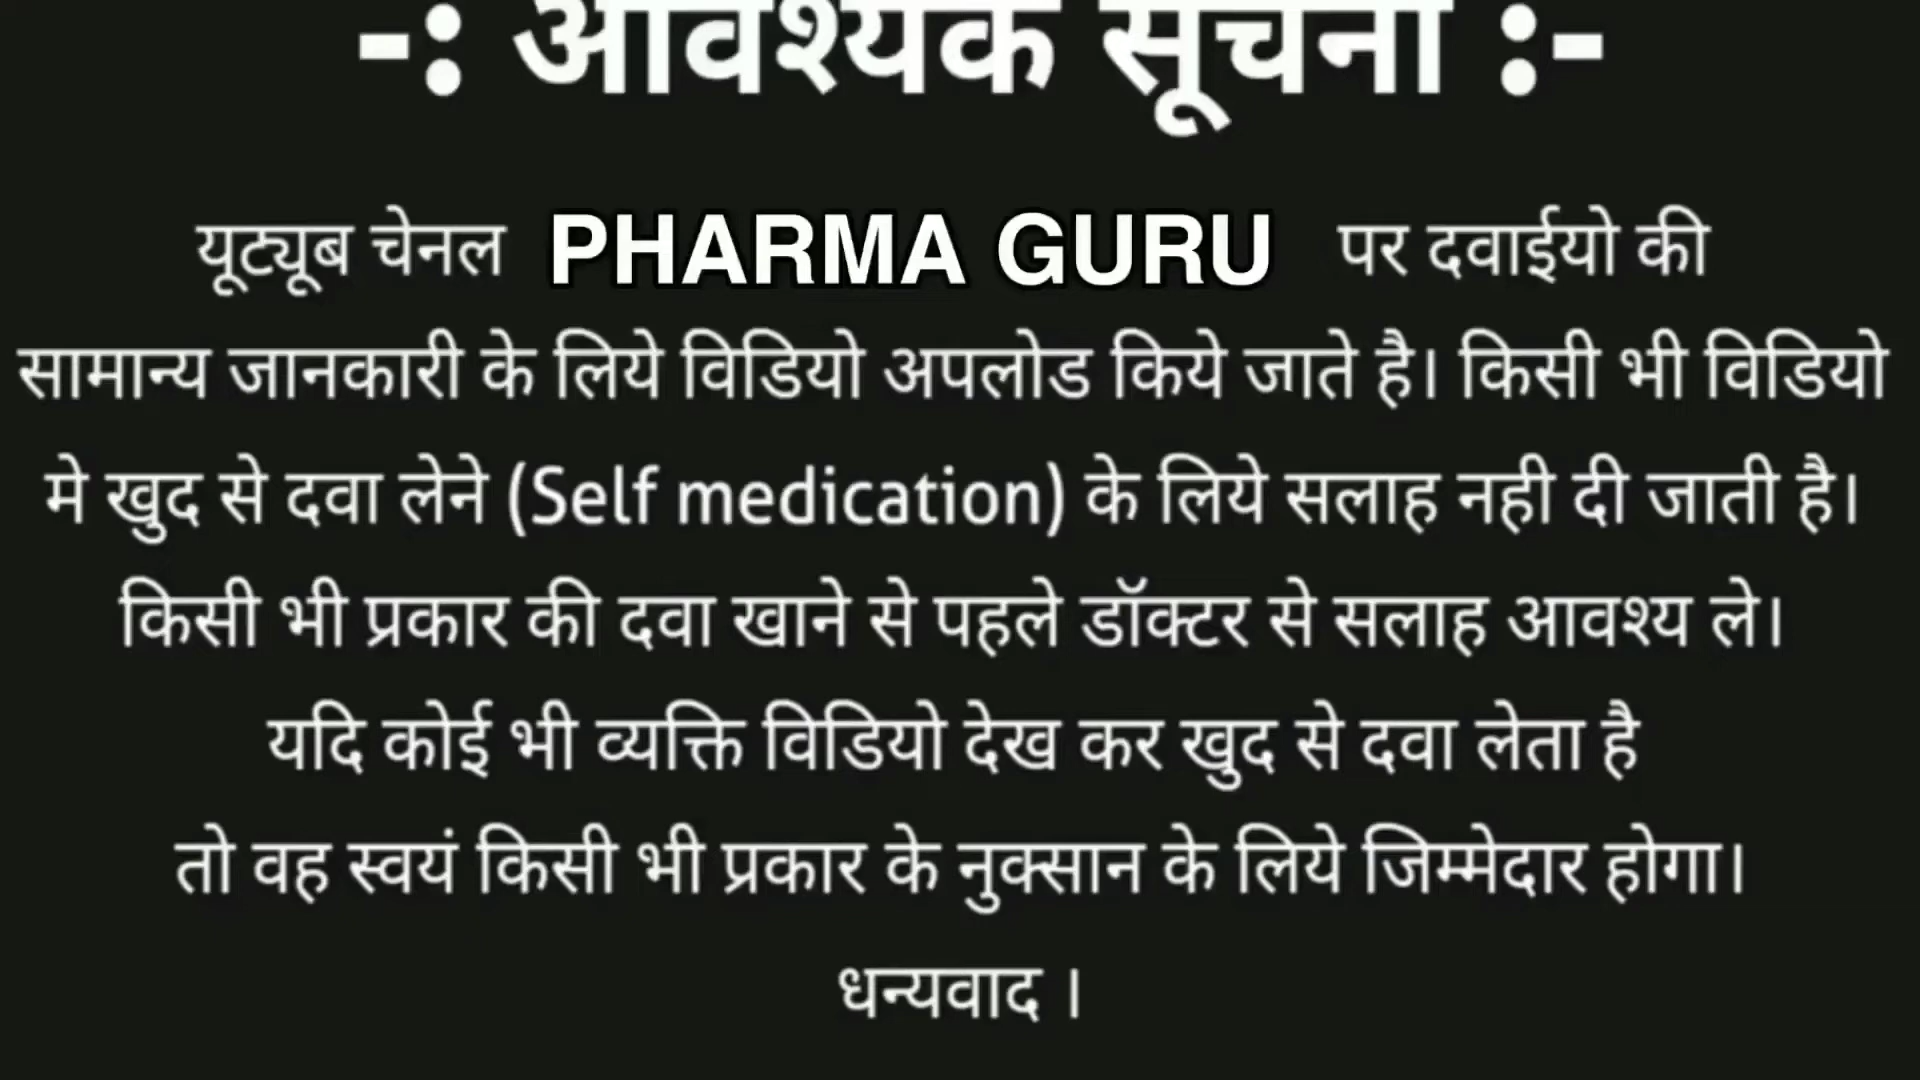 -: आवश्यक सूचना :-
यूट्यूब चेनल PHARMA GURU पर दवाईयो की
सामान्य जानकारी के लिये विडियो अपलोड किये जाते है। किसी भी विडियो
मे खुद से दवा लेने (Self medication) के लिये सलाह नही दी जाती है।
किसी भी प्रकार की दवा खाने से पहले डॉक्टर से सलाह आवश्य ले।
यदि कोई भी व्यक्ति विडियो देख कर खुद से दवा लेता है
तो वह स्वयं किसी भी प्रकार के नुक्सान के लिये जिम्मेदार होगा।
धन्यवाद ।